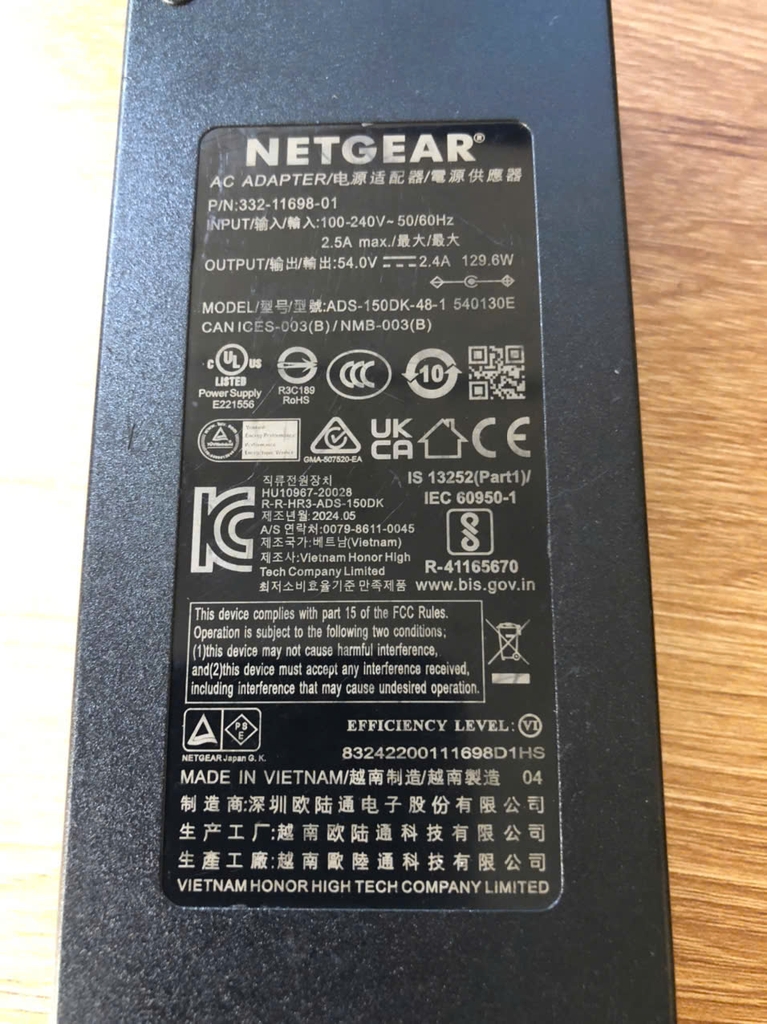 NETGEAR®
AC ADAPTER/电源适配器/電源供應器
P/N:332-11698-01
INPUT/输入/輸入:100-240V~50/60Hz
2.5A max./最大/最大
OUTPUT/输出/輸出:54.0V 2.4A 129.6W
MODEL/型号/型號:ADS-150DK-48-1 540130E
CAN ICES-003(B)/NMB-003(B)
C UL US
LISTED
Power Supply
E221556
R3C189
RoHS
CCC
10
GMA-507520-EA
UK
CA
CE
직류전원장치
HU10967-20028
R-R-HR3-ADS-150DK
제조년월:2024.05
A/S 연락처:0079-8611-0045
제조국가:베트남(Vietnam)
제조사:Vietnam Honor High
Tech Company Limited
최저소비효율기준 만족제품
IS 13252(Part1)/
IEC 60950-1
R-41165670
www.bis.gov.in
This device complies with part 15 of the FCC Rules.
Operation is subject to the following two conditions;
(1)this device may not cause harmful interference,
and(2)this device must accept any interference received,
including interference that may cause undesired operation.
PS
E
NETGEAR Japan G. K.
EFFICIENCY LEVEL:VI
83242200111698D1HS
MADE IN VIETNAM/越南制造/越南製造 04
制造商:深圳欧陆通电子股份有限公司
生产工厂:越南欧陆通科技有限公司
生產工廠:越南歐陸通科技有限公司
VIETNAM HONOR HIGH TECH COMPANY LIMITED